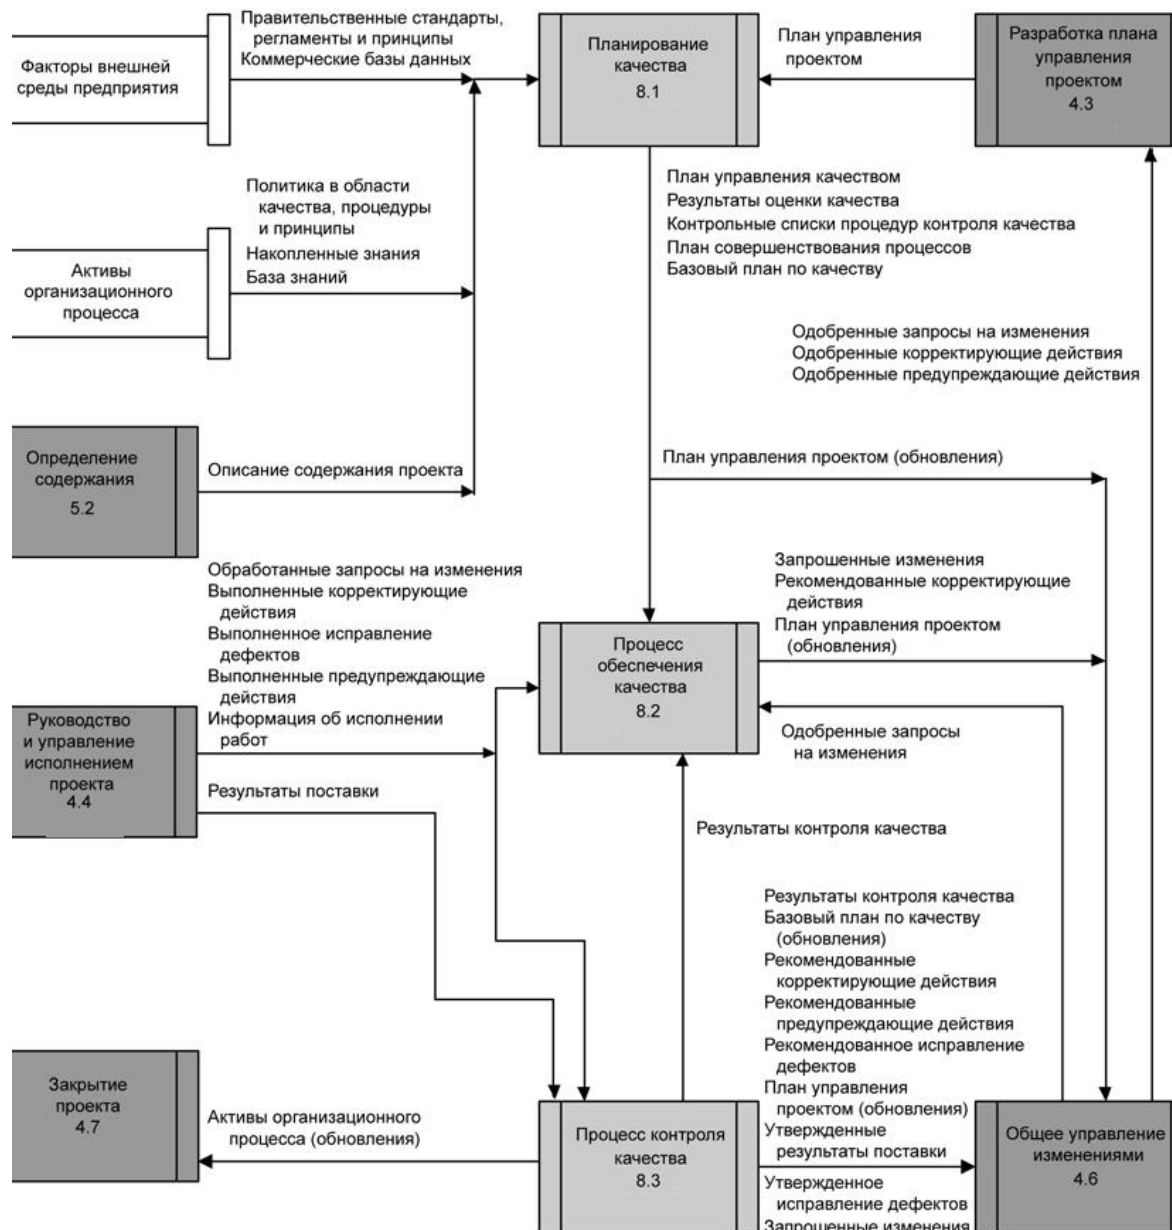 Правительственные стандарты,
регламенты и принципы
Коммерческие базы данных
Факторы внешней
среды предприятия
Планирование
качества
8.1
План управления
проектом
Разработка плана
управления
проектом
4.3
Политика в области
качества, процедуры
и принципы
Накопленные знания
База знаний
Активы
организационного
процесса
План управления качеством
Результаты оценки качества
Контрольные списки процедур контроля качества
План совершенствования процессов
Базовый план по качеству
Одобренные запросы на изменения
Одобренные корректирующие действия
Одобренные предупреждающие действия
Определение
содержания
5.2
Описание содержания проекта
План управления проектом (обновления)
Обработанные запросы на изменения
Выполненные корректирующие
действия
Выполненное исправление
дефектов
Выполненные предупреждающие
действия
Информация об исполнении
работ
Запрошенные изменения
Рекомендованные корректирующие
действия
План управления проектом
(обновления)
Процесс
обеспечения
качества
8.2
Руководство
и управление
исполнением
проекта
4.4
Одобренные запросы
на изменения
Результаты поставки
Результаты контроля качества
Результаты контроля качества
Базовый план по качеству
(обновления)
Рекомендованные
корректирующие действия
Рекомендованные
предупреждающие действия
Рекомендованное исправление
дефектов
План управления
проектом (обновления)
Утвержденные
результаты поставки
Утвержденное
исправление дефектов
Запрошенные изменения
Закрытие
проекта
4.7
Активы организационного
процесса (обновления)
Процесс контроля
качества
8.3
Общее управление
изменениями
4.6